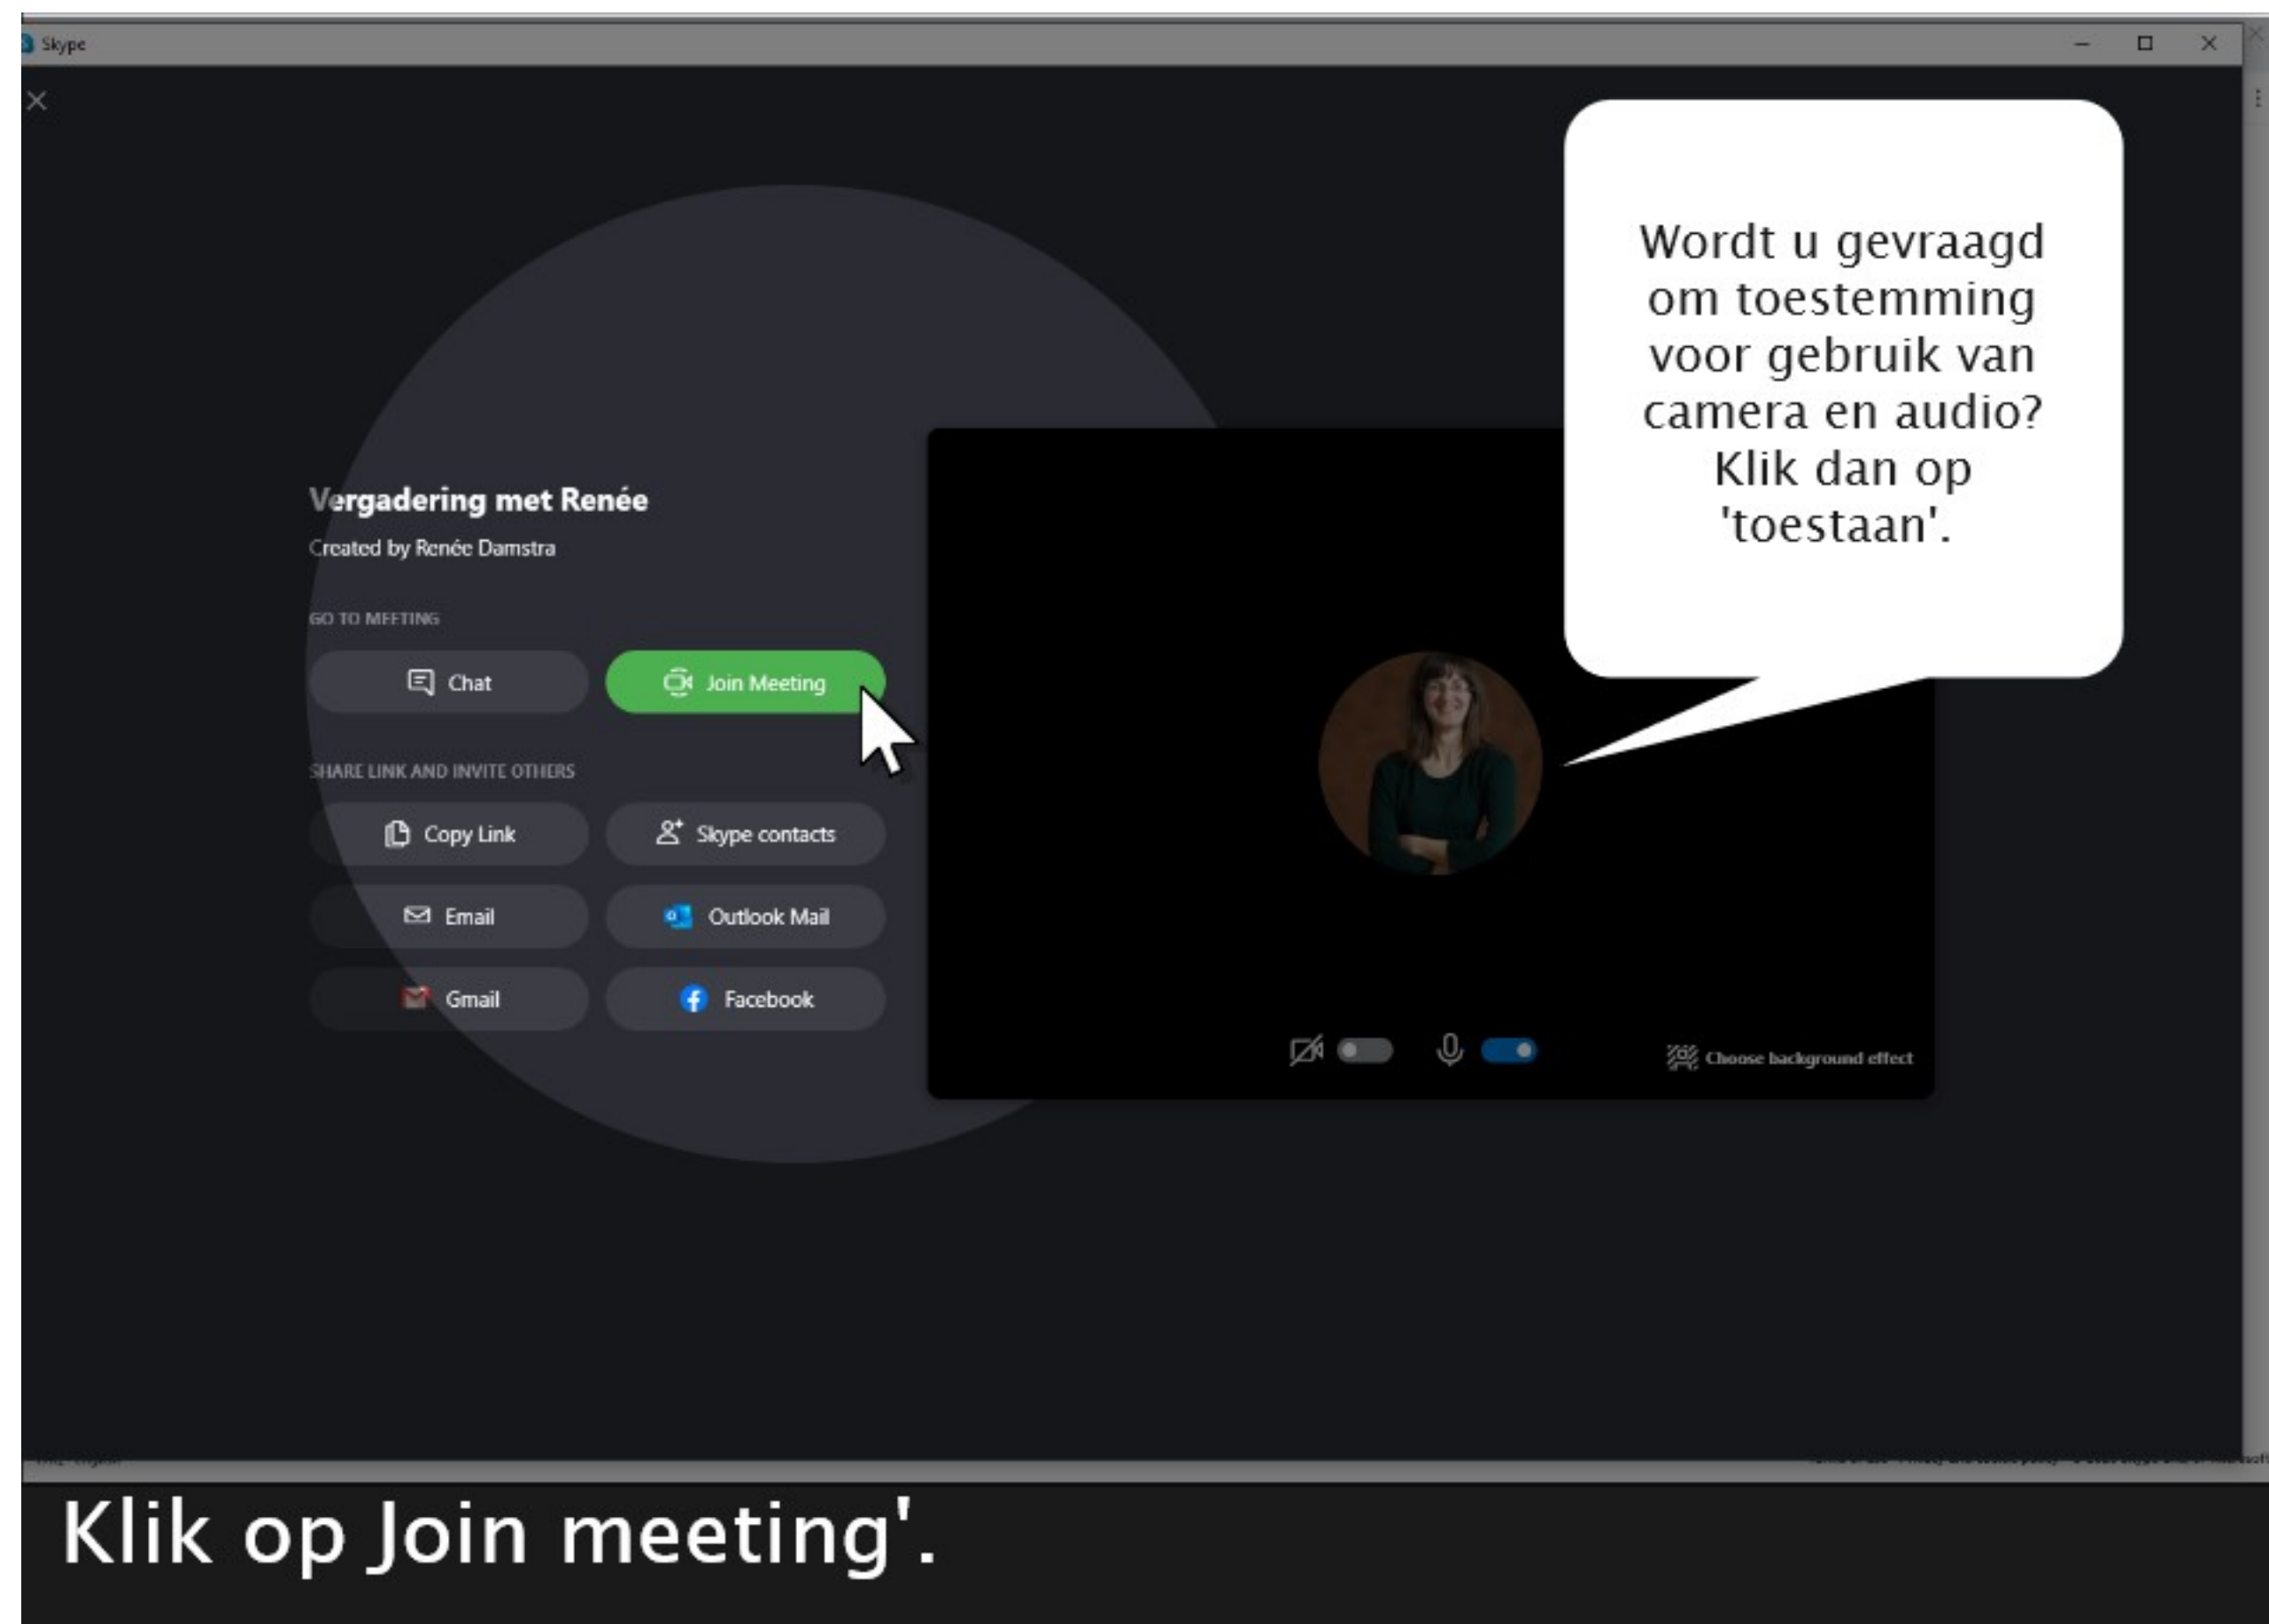 Skype
Wordt u gevraagd
om toestemming
voor gebruik van
camera en audio?
Klik dan op
'toestaan'.
Vergadering met Renée
Created by Renée Damstra
GO TO MEETING
Chat
Join Meeting
SHARE LINK AND INVITE OTHERS
Copy Link
Skype contacts
Email
Outlook Mail
Gmail
Facebook
Choose background effect
Klik op Join meeting'.